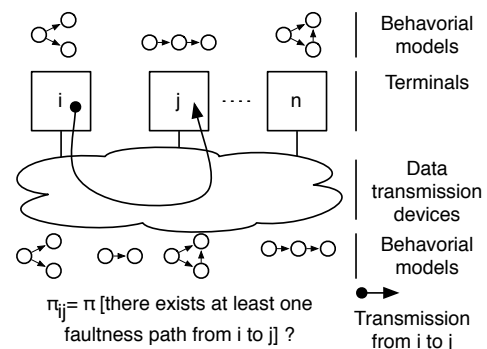 Behavorial
models
i
j
n
Terminals
Data
transmission
devices
Behavorial
models
πij= π [there exists at least one
faultness path from i to j] ?
Transmission
from i to j